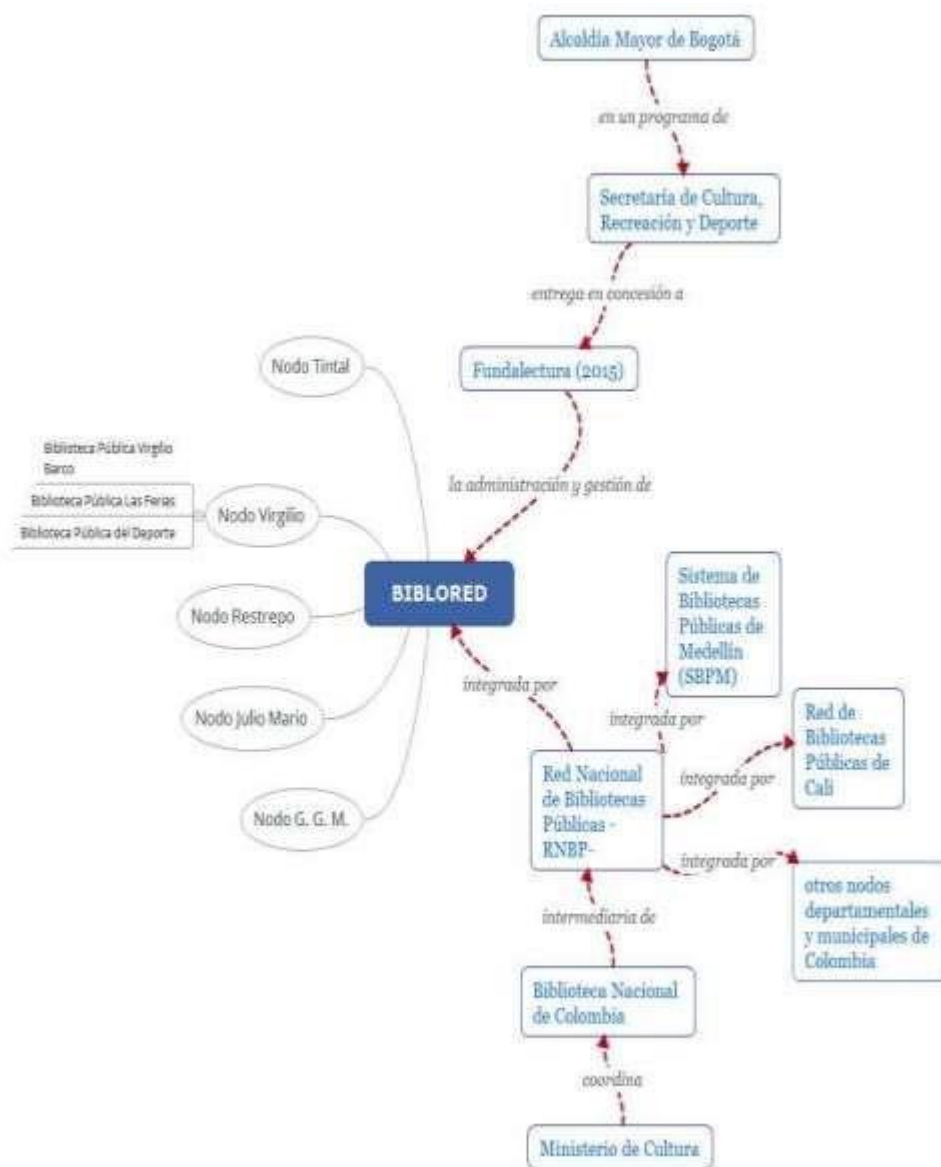 Alcaldía Mayor de Bogotá
en un programa de
Secretaría de Cultura,
Recreación y Deporte
entrega en concesión a
Fundalectura (2015)
la administración y gestión de
Nodo Tintal
Biblioteca Pública Virgilio
Barco
Biblioteca Pública Las Ferias
Biblioteca Pública del Deporte
Nodo Virgilio
BIBLORED
Nodo Restrepo
Nodo Julio Mario
Nodo G. G. M.
integrada por
Sistema de
Bibliotecas
Públicas de
Medellín
(SBPM)
integrada por
Red de
Bibliotecas
Públicas de
Cali
integrada por
Red Nacional
de Bibliotecas
Públicas -
RNBP-
integrada por
otros nodos
departamentales
y municipales de
Colombia
intermediaria de
Biblioteca Nacional
de Colombia
coordina
Ministerio de Cultura